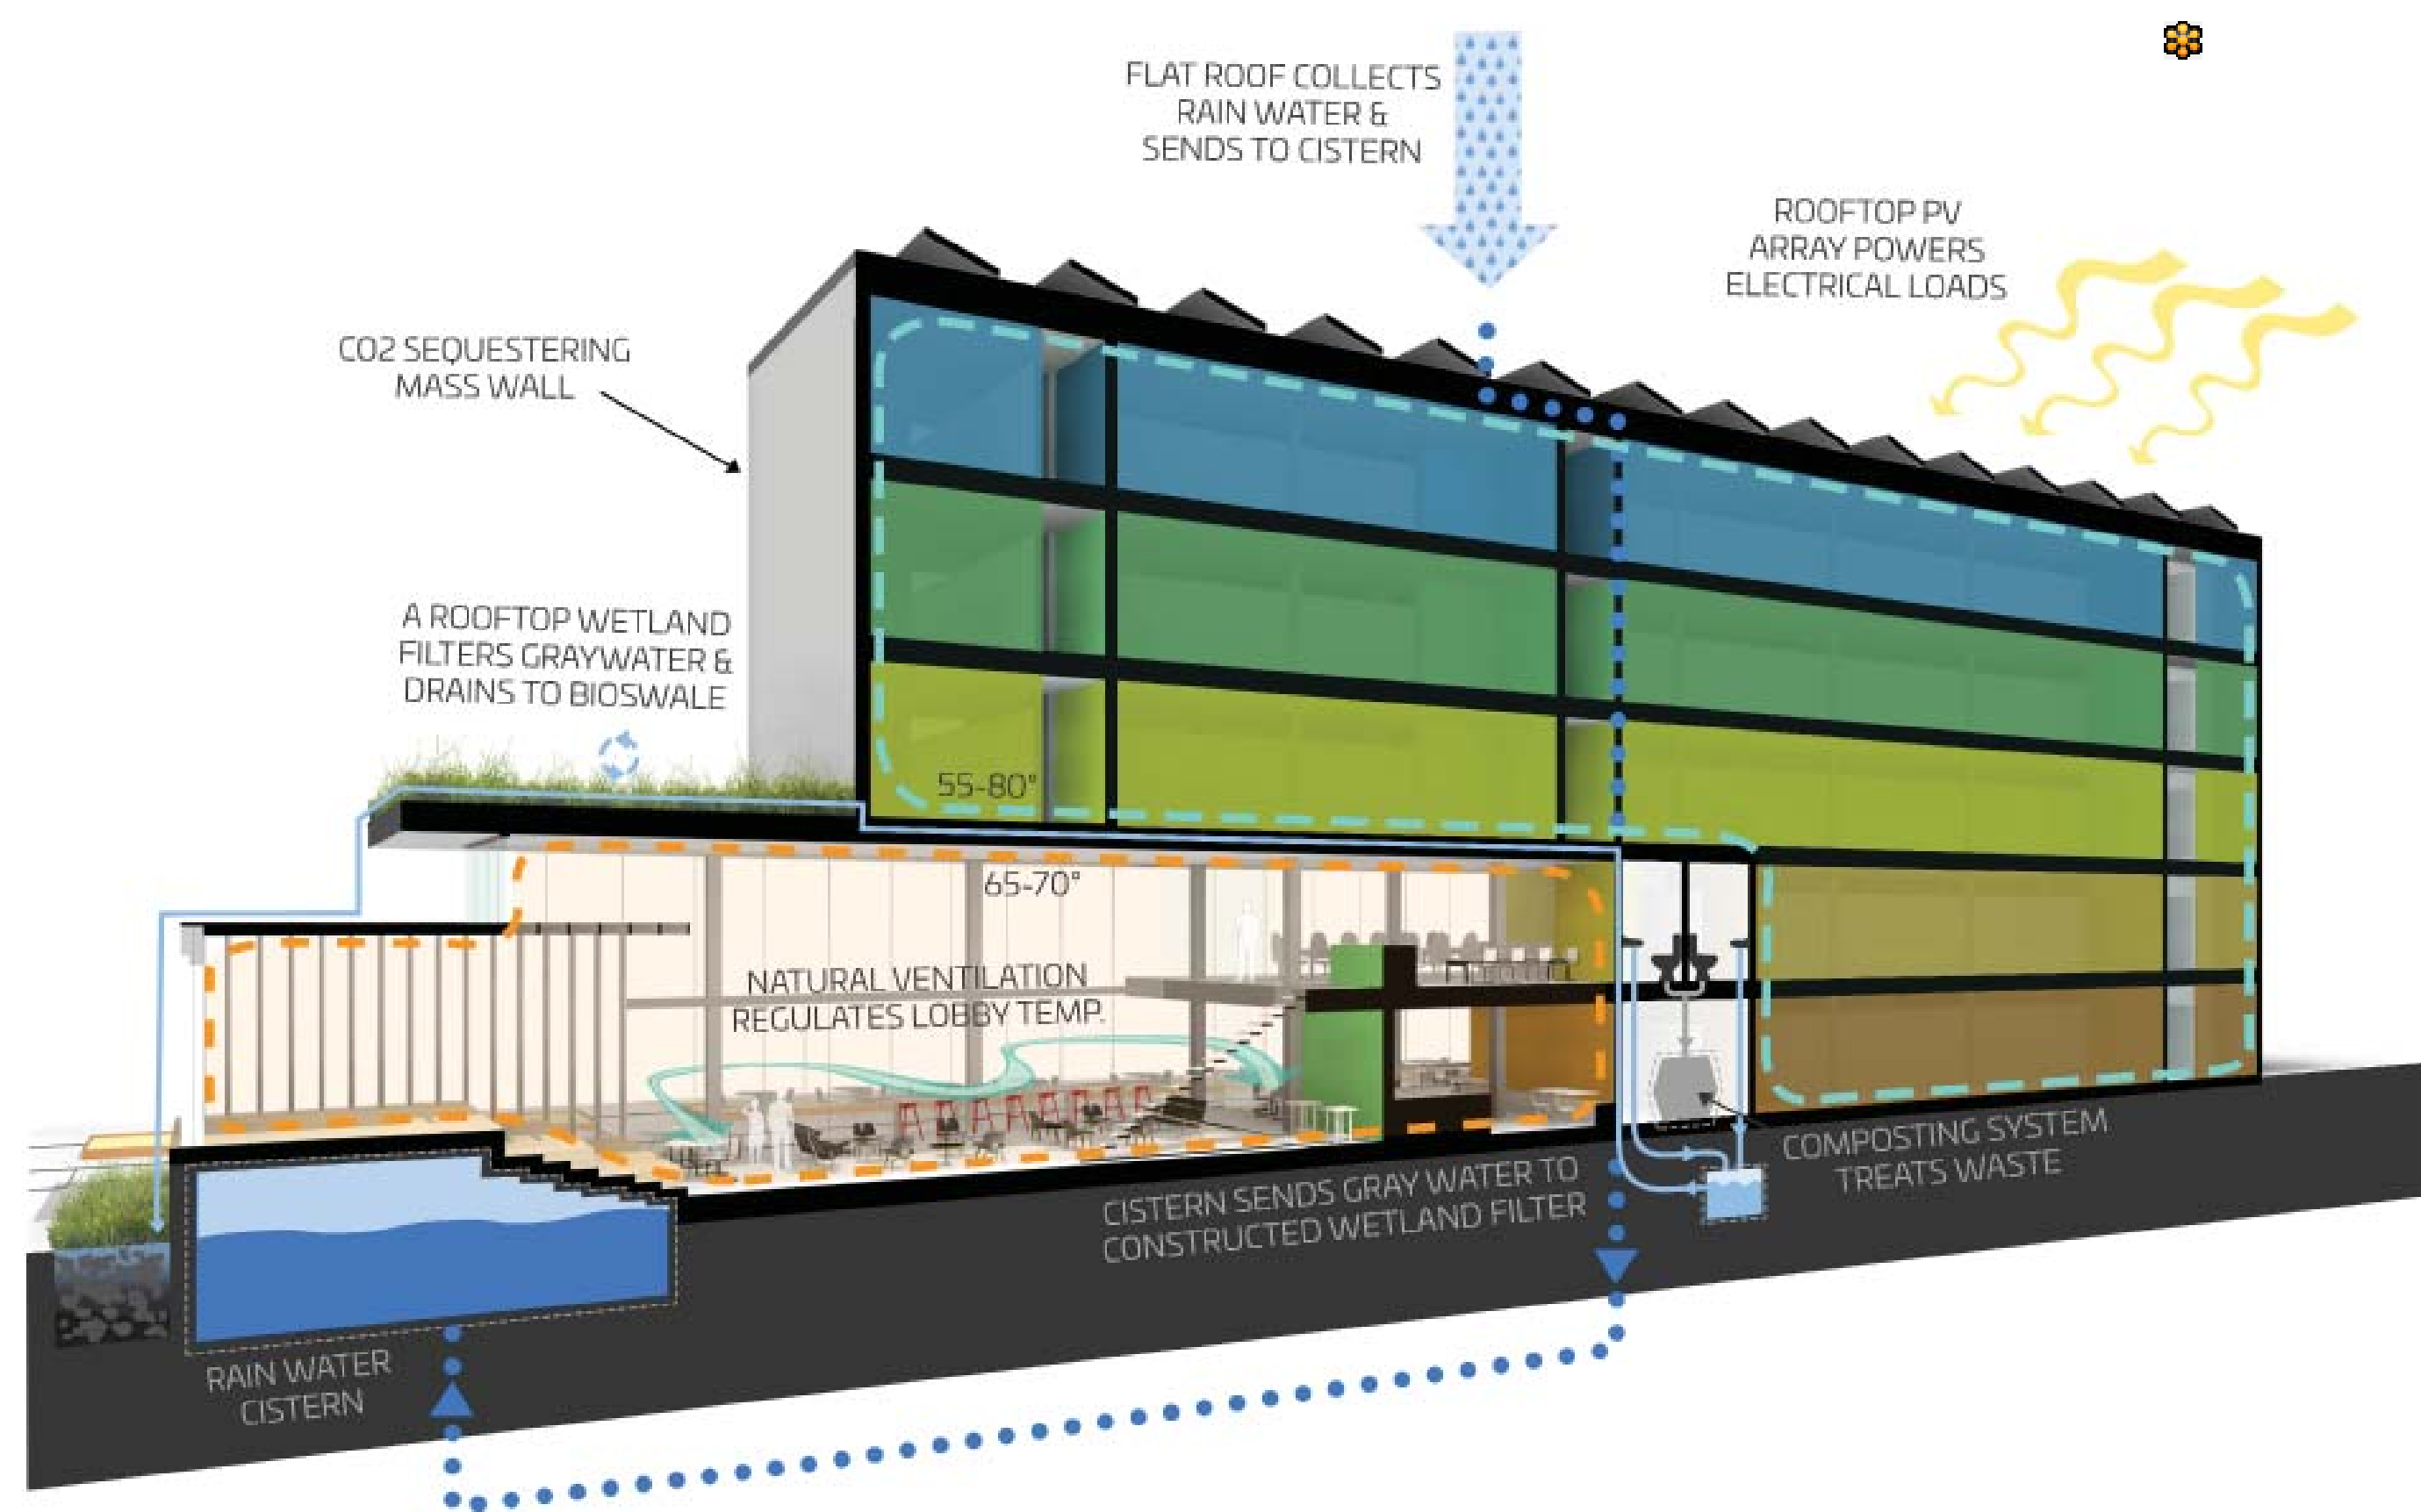 FLAT ROOF COLLECTS
RAIN WATER &
SENDS TO CISTERN
ROOFTOP PV
ARRAY POWERS
ELECTRICAL LOADS
CO2 SEQUESTERING
MASS WALL
A ROOFTOP WETLAND
FILTERS GRAYWATER &
DRAINS TO BIOSWALE
55-80°
65-70°
NATURAL VENTILATION
REGULATES LOBBY TEMP.
COMPOSTING SYSTEM
TREATS WASTE
CISTERN SENDS GRAY WATER TO
CONSTRUCTED WETLAND FILTER
RAIN WATER
CISTERN